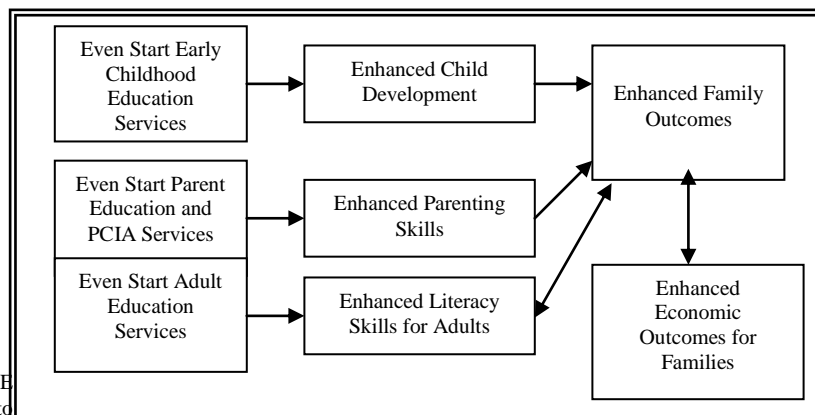 Even Start Early
Childhood
Education
Services
Enhanced Child
Development
Enhanced Family
Outcomes
Even Start Parent
Education and
PCIA Services
Enhanced Parenting
Skills
Even Start Adult
Education
Services
Enhanced Literacy
Skills for Adults
Enhanced
Economic
Outcomes for
Families
E
to